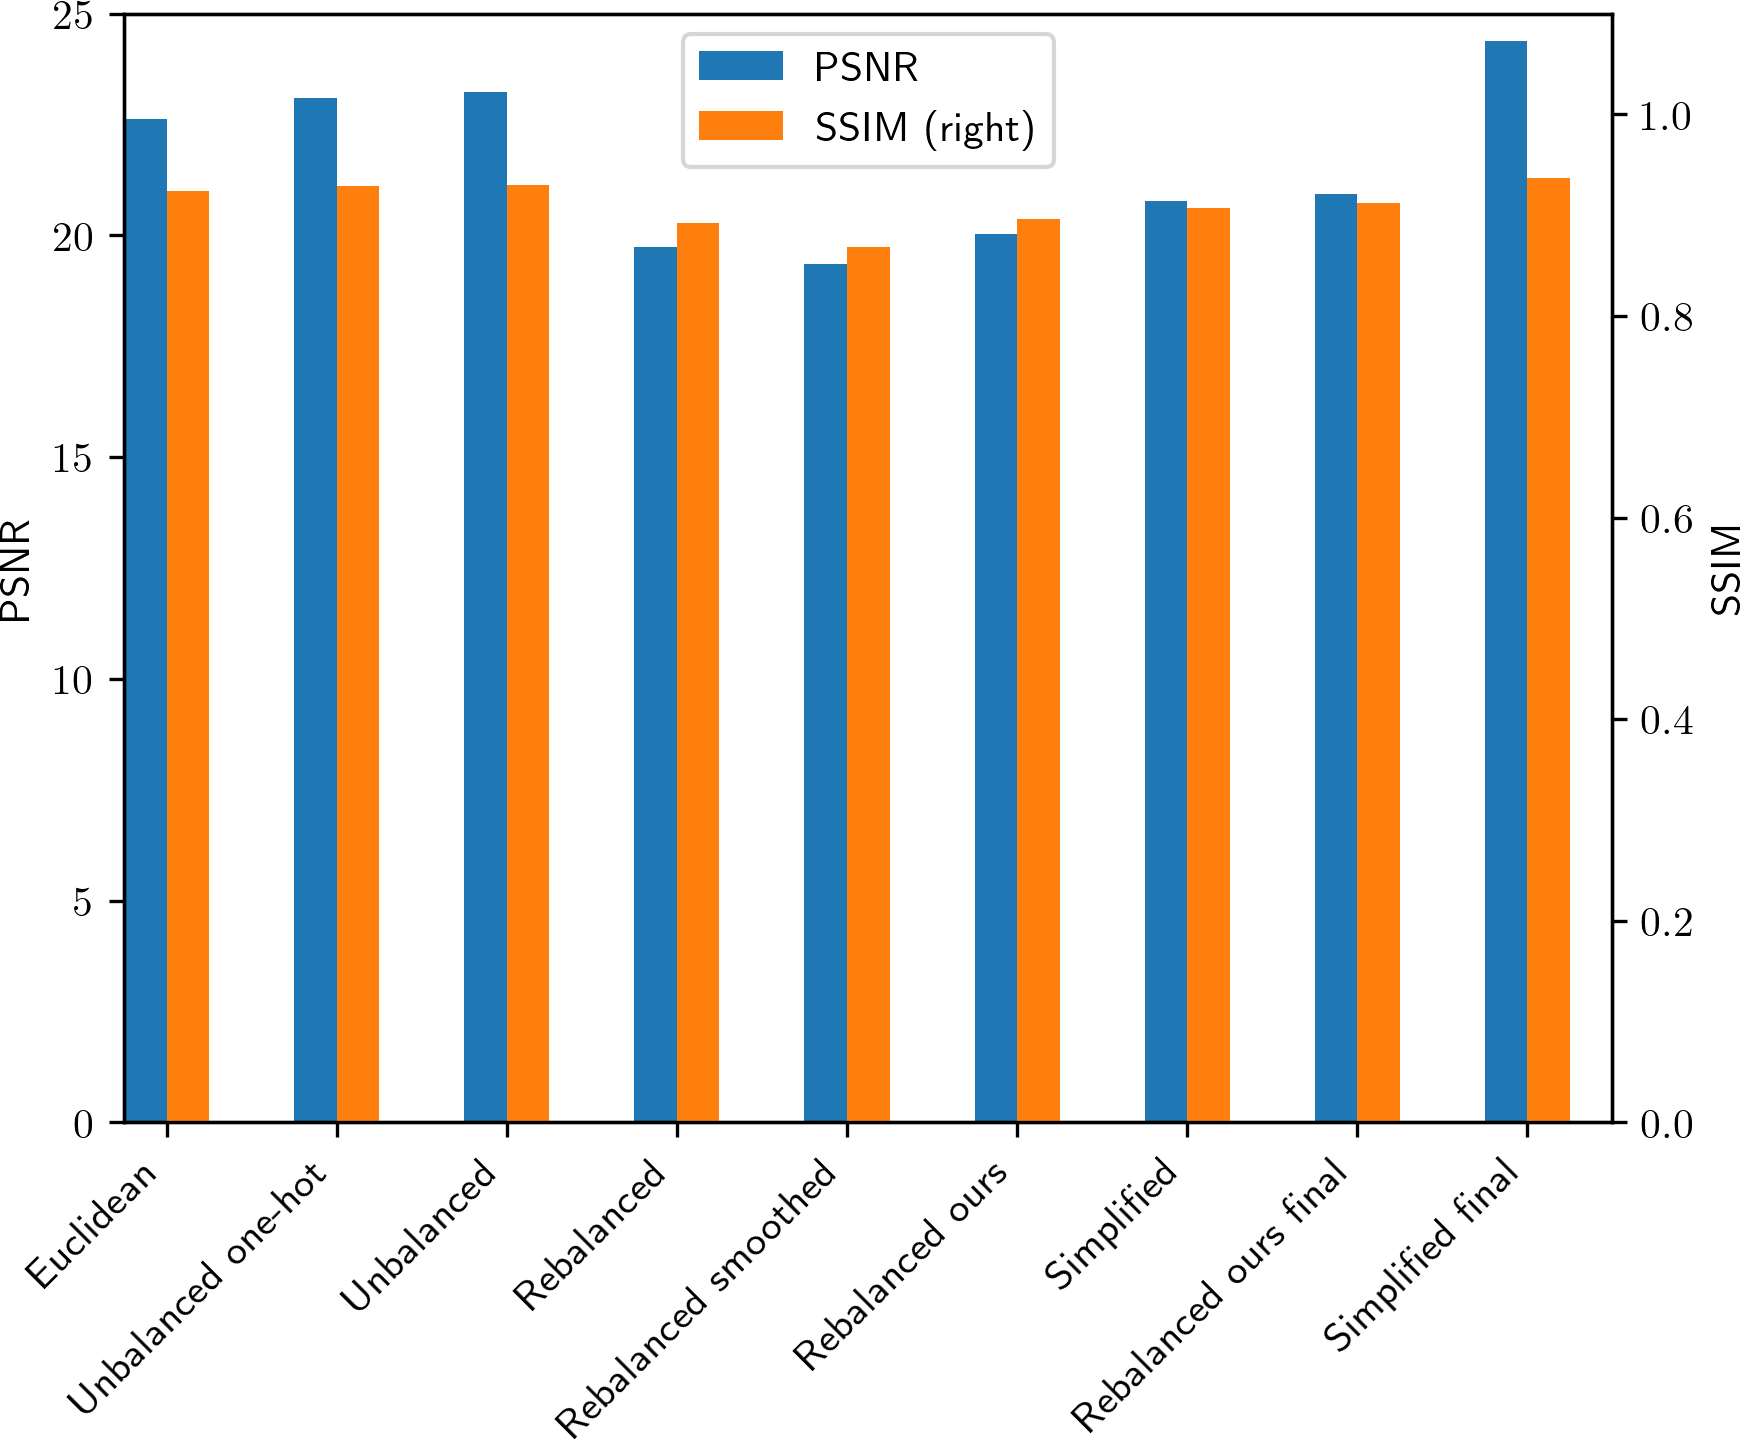 25
20
15
10
5
0
PSNR
PSNR
SSIM (right)
1.0
0.8
0.6
0.4
0.2
0.0
SSIM
Euclidean
Unbalanced one-hot
Unbalanced
Rebalanced
Rebalanced smoothed
Rebalanced ours
Simplified
Rebalanced ours final
Simplified final